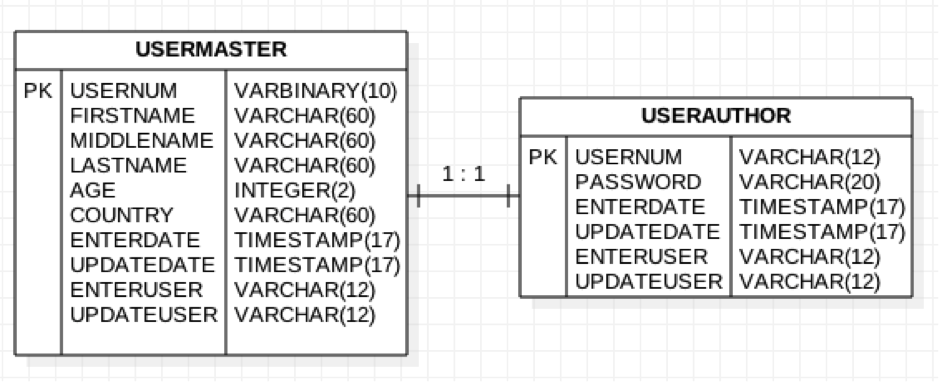 USERMASTER
PK USERNUM VARBINARY(10)
FIRSTNAME VARCHAR(60)
MIDDLENAME VARCHAR(60)
LASTNAME VARCHAR(60)
AGE INTEGER(2)
COUNTRY VARCHAR(60)
ENTERDATE TIMESTAMP(17)
UPDATEDATE TIMESTAMP(17)
ENTERUSER VARCHAR(12)
UPDATEUSER VARCHAR(12)
1 : 1
USERAUTHOR
PK USERNUM VARCHAR(12)
PASSWORD VARCHAR(20)
ENTERDATE TIMESTAMP(17)
UPDATEDATE TIMESTAMP(17)
ENTERUSER VARCHAR(12)
UPDATEUSER VARCHAR(12)